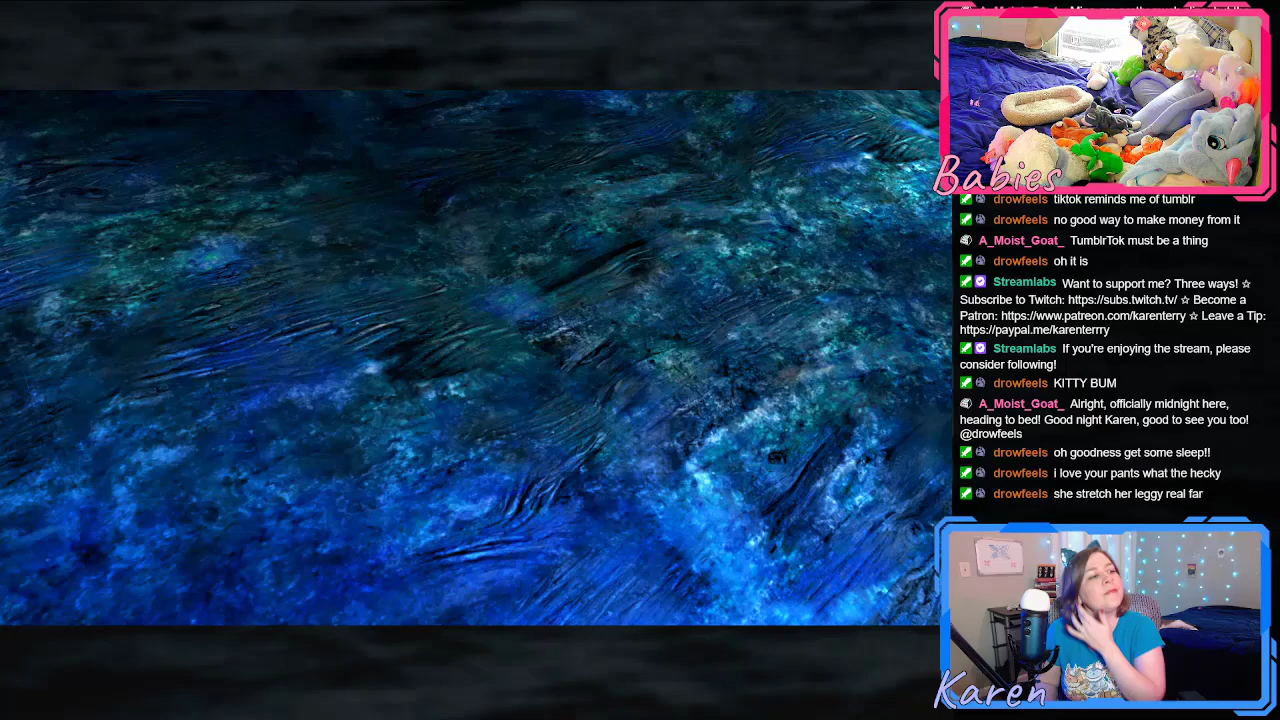 Babies
drowfeels tiktok reminds me of tumblr
drowfeels no good way to make money from it
A_Moist_Goat_ TumblrTok must be a thing
drowfeels oh it is
Streamlabs Want to support me? Three ways! ☆
Subscribe to Twitch: https://subs.twitch.tv/ ☆ Become a
Patron: https://www.patreon.com/karenterry ☆ Leave a Tip:
https://paypal.me/karenterrry
Streamlabs If you're enjoying the stream, please
consider following!
drowfeels KITTY BUM
A_Moist_Goat_ Alright, officially midnight here,
heading to bed! Good night Karen, good to see you too!
@drowfeels
drowfeels oh goodness get some sleep!!
drowfeels i love your pants what the hecky
drowfeels she stretch her leggy real far
Karen